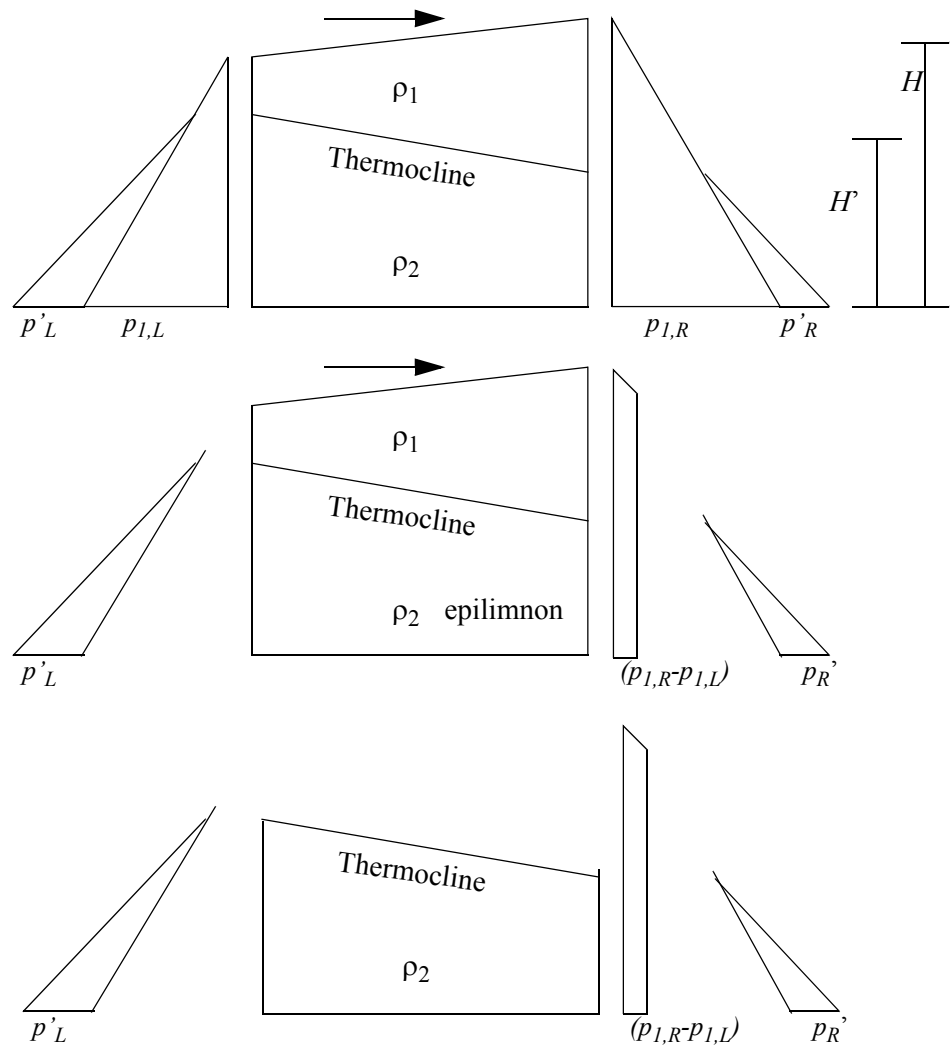 ρ1
H
Thermocline
H’
ρ2
p’L p1,L p1,R p’R
ρ1
Thermocline
ρ2 epilimnon
p’L (p1,R-p1,L) pR’
Thermocline
ρ2
p’L (p1,R-p1,L) pR’